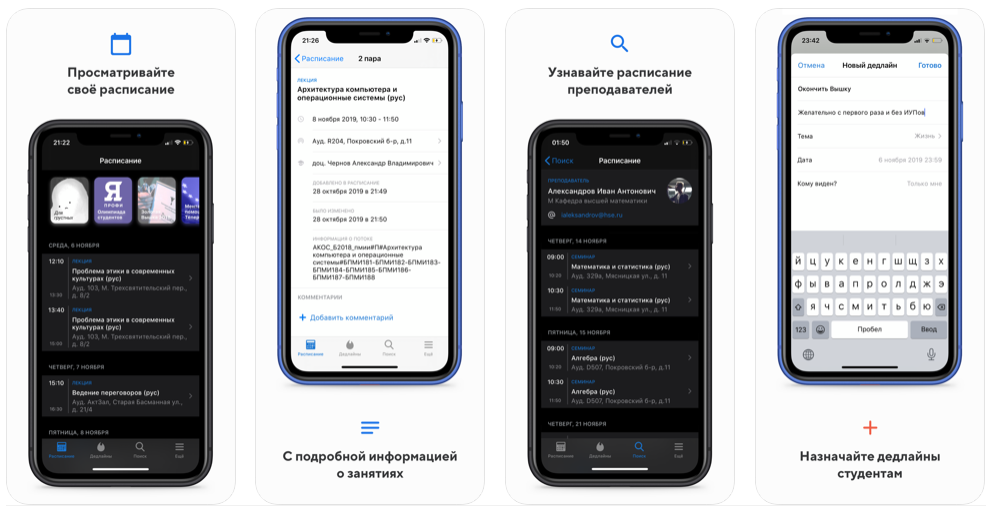 Просматривайте
своё расписание
21:22
Расписание
Дом
грустных
Я
ПРОФИ
Олимпиада
студентов
СРЕДА, 6 НОЯБРЯ
12:10
ЛЕКЦИЯ
Проблема этики в современных
культурах (рус)
Ауд. 103, М. Трехсвятительский пер.,
д. 8/2
13:30
13:40
ЛЕКЦИЯ
Проблема этики в современных
культурах (рус)
Ауд. 103, М. Трехсвятительский пер.,
д. 8/2
15:00
ЧЕТВЕРГ, 7 НОЯБРЯ
15:10
ЛЕКЦИЯ
Ведение переговоров (рус)
Ауд. АктЗал, Старая Басманная ул.,
д. 21/4
16:30
ПЯТНИЦА, 8 НОЯБРЯ
Расписание
Дедлайны
Поиск
Ещё
21:26
Расписание
2 пара
ЛЕКЦИЯ
Архитектура компьютера и
операционные системы (рус)
8 ноября 2019, 10:30 - 11:50
Ауд. R204, Покровский б-р, д.11
доц. Чернов Александр Владимирович
ДОБАВЛЕНО В РАСПИСАНИЕ
28 октября 2019 в 21:49
БЫЛО ИЗМЕНЕНО
28 октября 2019 в 21:50
ИНФОРМАЦИЯ О ПОТОКЕ
АКОС_Б2018_пмии#П#Архитектура
компьютера и операционные
системы#БПМИ181-БПМИ182-БПМИ183-
БПМИ184-БПМИ185-БПМИ186-
БПМИ187-БПМИ188
КОММЕНТАРИИ
+ Добавить комментарий
Расписание
Дедлайны
Поиск
Ещё
С подробной информацией
о занятиях
Узнавайте расписание
преподавателей
01:50
Поиск
Расписание
ПРЕПОДАВАТЕЛЬ
Александров Иван Антонович
М Кафедра высшей математики
@ ialeksandrov@hse.ru
ЧЕТВЕРГ, 14 НОЯБРЯ
09:00
СЕМИНАР
Математика и статистика (рус)
Ауд. 329а, Мясницкая ул., д. 11
10:20
10:30
СЕМИНАР
Математика и статистика (рус)
Ауд. 329а, Мясницкая ул., д. 11
11:50
ПЯТНИЦА, 15 НОЯБРЯ
09:00
СЕМИНАР
Алгебра (рус)
Ауд. D507, Покровский б-р, д.11
10:20
10:30
СЕМИНАР
Алгебра (рус)
Ауд. D507, Покровский б-р, д.11
11:50
ЧЕТВЕРГ, 21 НОЯБРЯ
Расписание
Дедлайны
Поиск
Ещё
23:42
Отмена
Новый дедлайн
Готово
Окончить Вышку
Желательно с первого раза и без ИУПов
Тема
Жизнь
Дата
6 ноября 2019 23:59
Кому виден?
Только мне
й ц у к е н г ш щ з х
ф ы в а п р о л д ж э
я ч с м и т ь б ю
123
Пробел
Ввод
Назначайте дедлайны
студентам